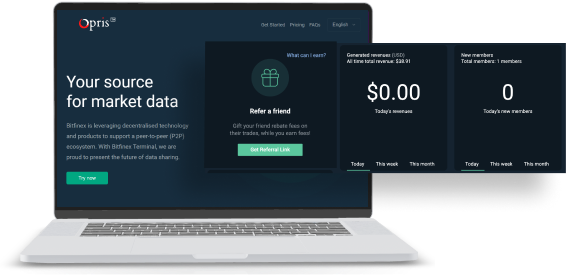 Opris
Get Started Pricing FAQs English
Your source
for market data
Bitfinex is leveraging decentralised technology
and products to support a peer-to-peer (P2P)
ecosystem. With Bitfinex Terminal, we are
proud to present the future of data sharing.
Try now
What can I earn?
Refer a friend
Gift your friend rebate fees on
their trades, while you earn fees!
Get Referral Link
Generated revenues (USD)
All time total revenue: $38.91
$0.00
Today's revenues
Today This week This month
New members
Total members: 1 members
0
Today's new members
Today This week This month